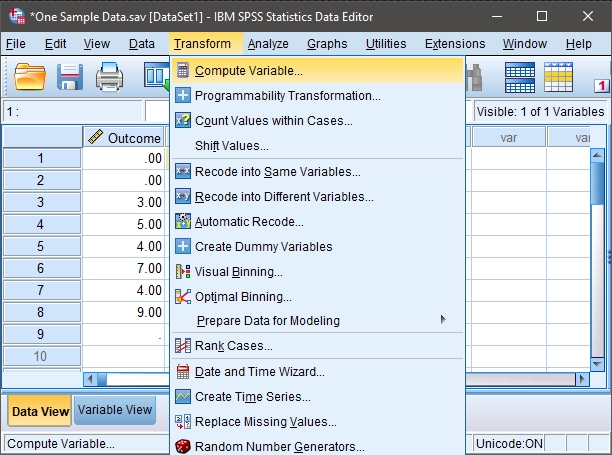 *One Sample Data.sav [DataSet1] - IBM SPSS Statistics Data Editor
File Edit View Data Transform Analyze Graphs Utilities Extensions Window Help
1
1 :
Visible: 1 of 1 Variables
Outcome
var
var
1 .00
2 .00
3 3.00
4 5.00
5 4.00
6 7.00
7 4.00
8 9.00
9 .
10
Compute Variable...
Programmability Transformation...
Count Values within Cases...
Shift Values...
Recode into Same Variables...
Recode into Different Variables...
Automatic Recode...
Create Dummy Variables
Visual Binning...
Optimal Binning...
Prepare Data for Modeling
Rank Cases...
Date and Time Wizard...
Create Time Series...
Replace Missing Values...
Random Number Generators...
Data View Variable View
Compute Variable...
Unicode:ON